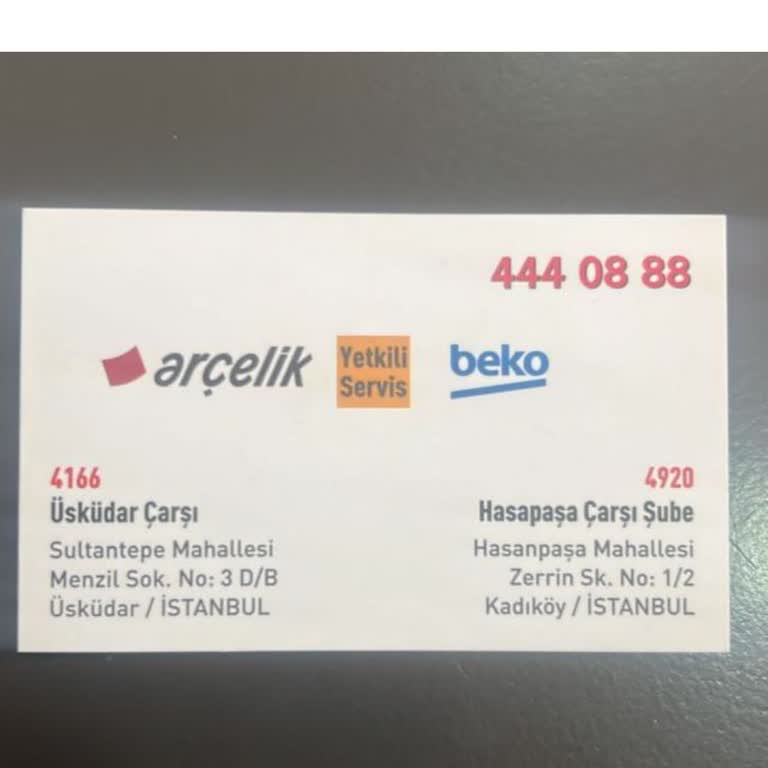 444 08 88
arçelik
Yetkili
Servis
beko
4166
Üsküdar Çarşı
Sultantepe Mahallesi
Menzil Sok. No: 3 D/B
Üsküdar / İSTANBUL
4920
Hasapaşa Çarşı Şube
Hasanpaşa Mahallesi
Zerrin Sk. No: 1/2
Kadıköy / İSTANBUL